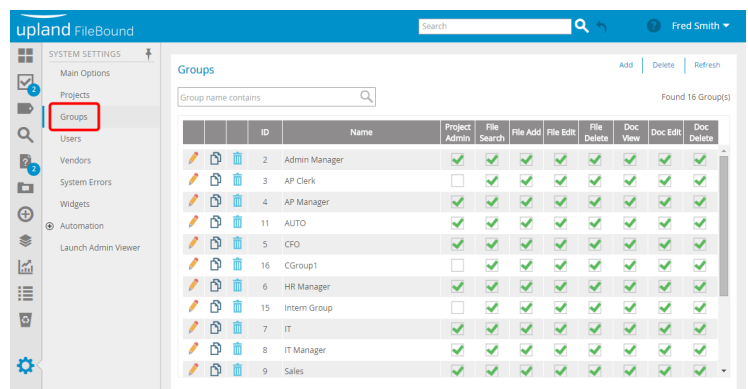 upland FileBound
Search
Fred Smith
SYSTEM SETTINGS
Main Options
Projects
Groups
Users
Vendors
System Errors
Widgets
Automation
Launch Admin Viewer
2
2
Groups
Add Delete Refresh
Group name contains
Found 16 Group(s)
ID Name Project Admin File Search File Add File Edit File Delete Doc View Doc Edit Doc Delete
2 Admin Manager
3 AP Clerk
4 AP Manager
11 AUTO
5 CFO
16 CGroup1
6 HR Manager
15 Intern Group
7 IT
8 IT Manager
9 Sales